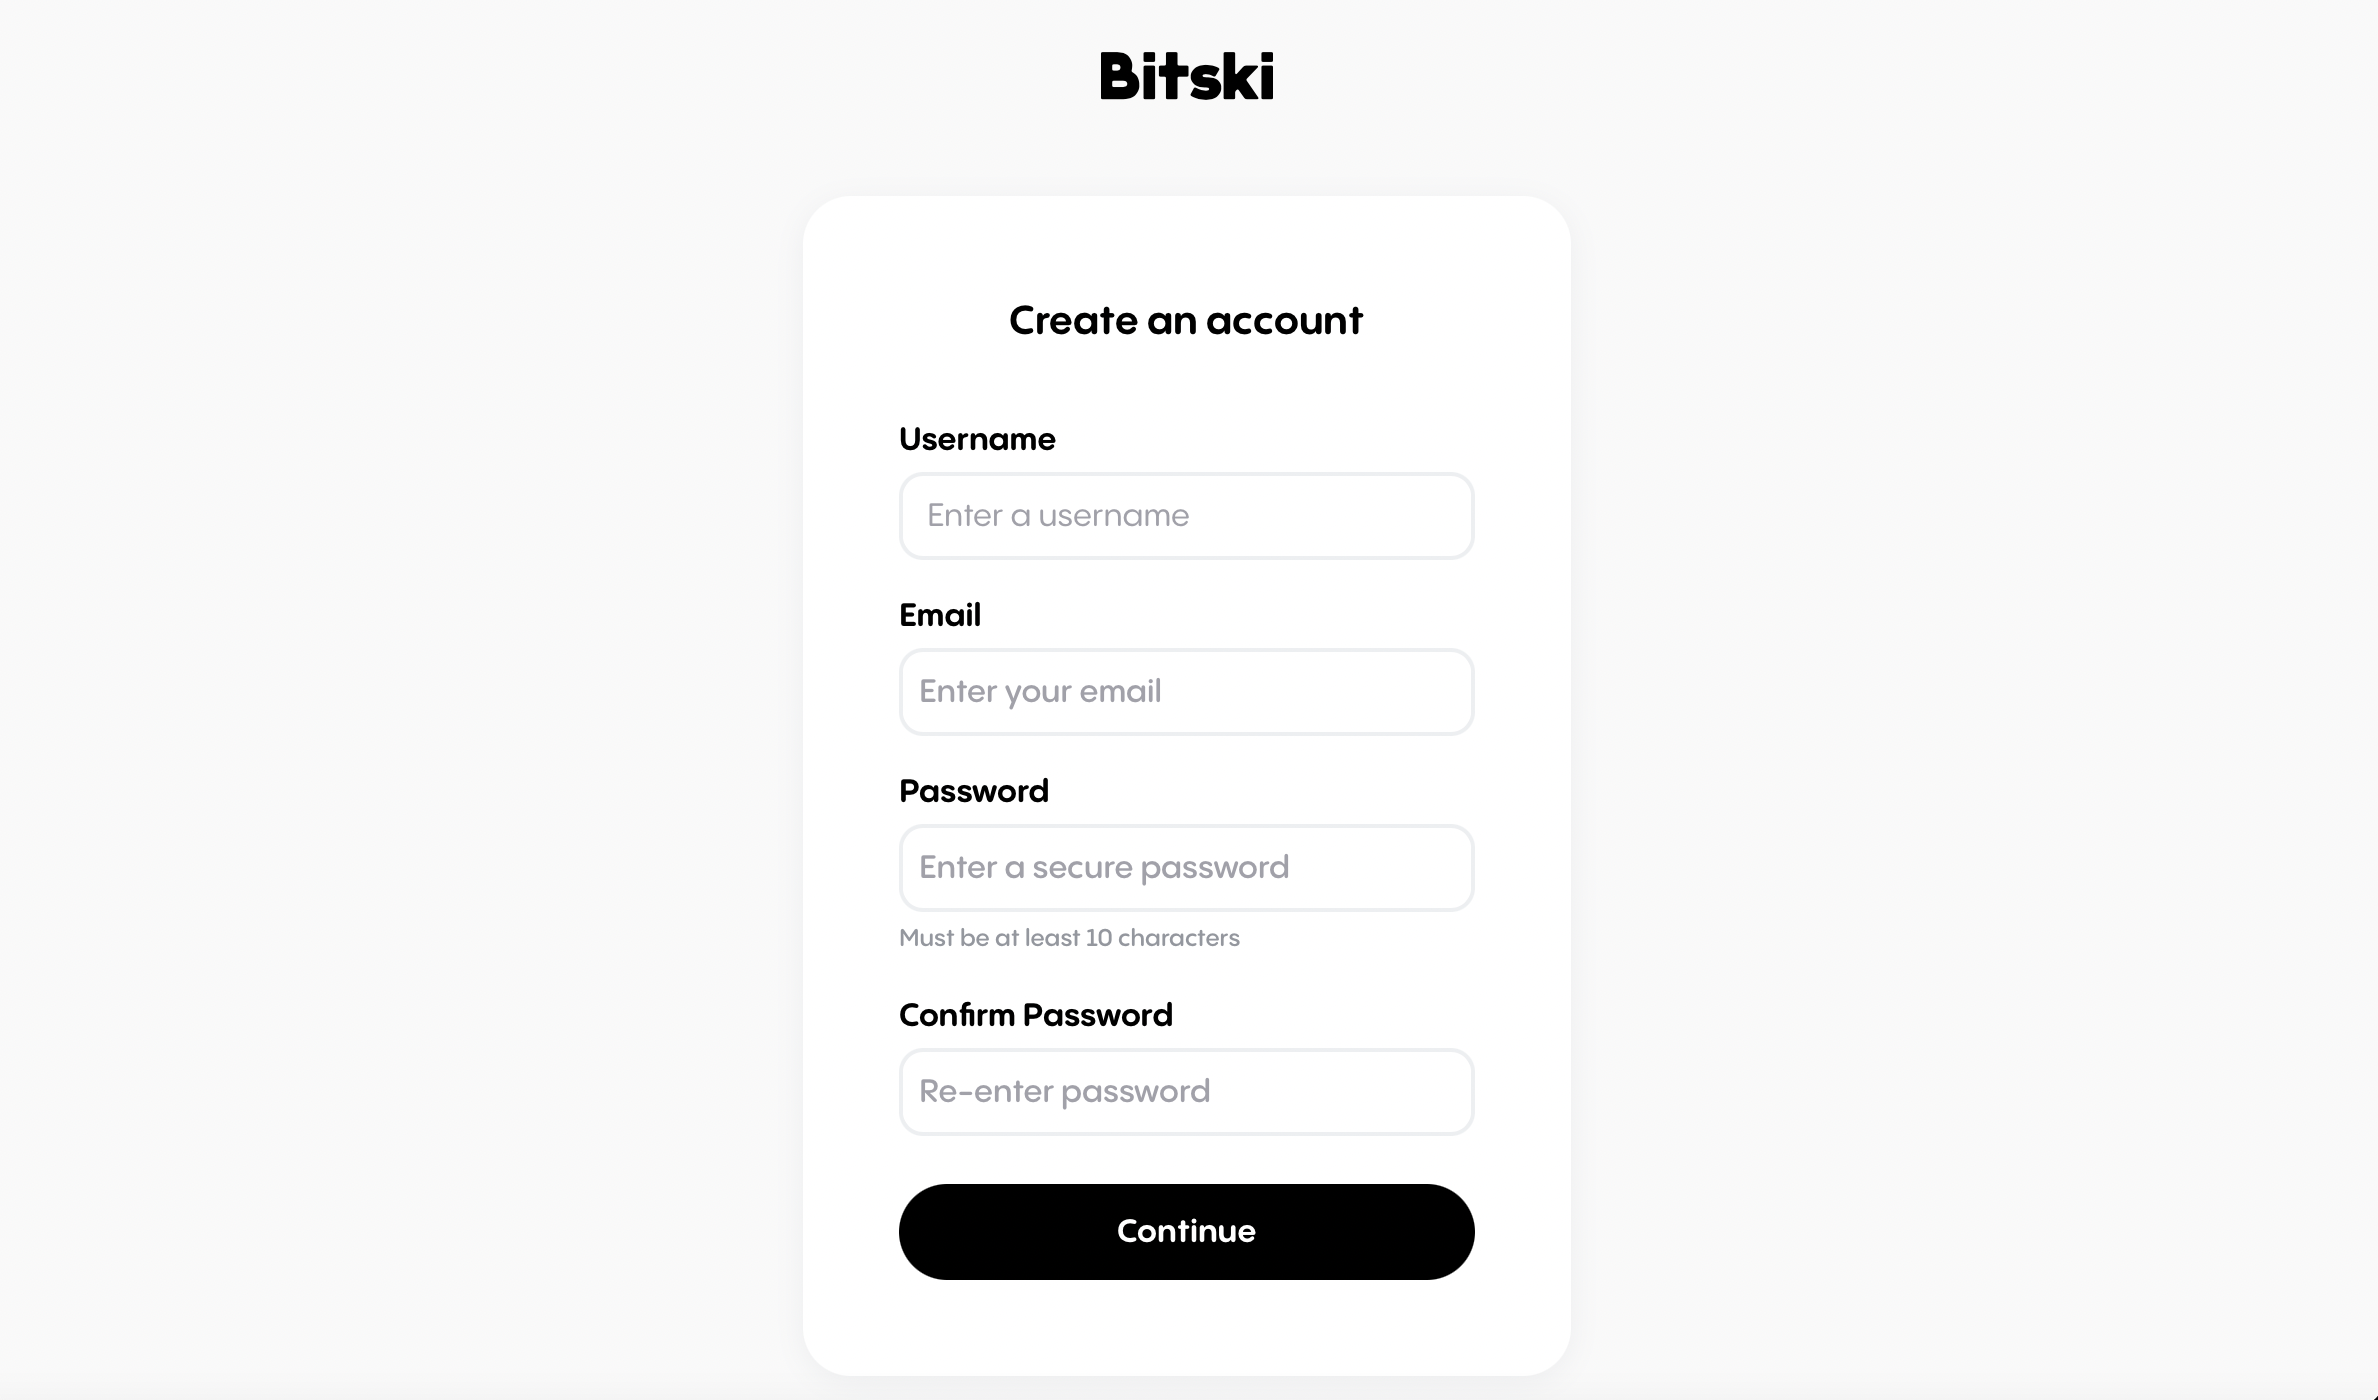 Bitski
Create an account
Username
Enter a username
Email
Enter your email
Password
Enter a secure password
Must be at least 10 characters
Confirm Password
Re-enter password
Continue